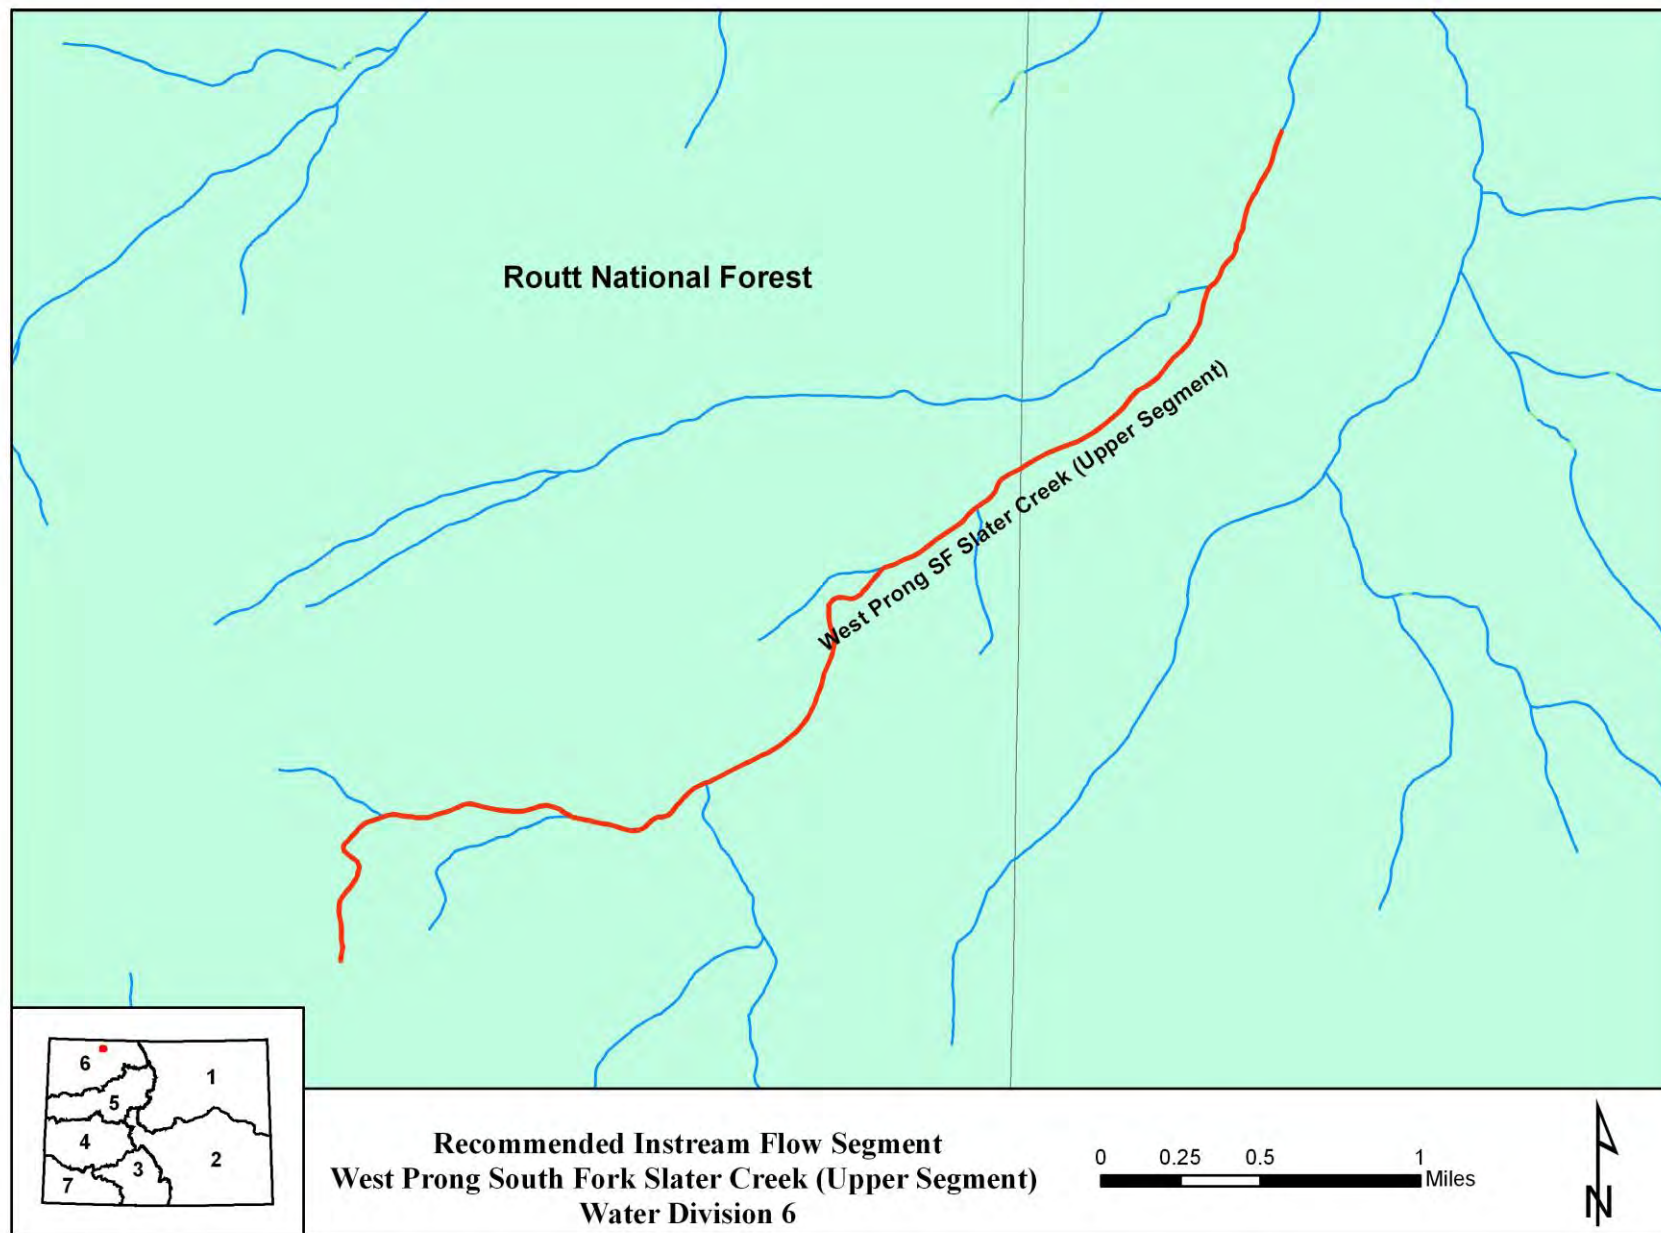 Routt National Forest
West Prong SF Slater Creek (Upper Segment)
6
1
5
4
2
3
7
Recommended Instream Flow Segment
West Prong South Fork Slater Creek (Upper Segment)
Water Division 6
0 0.25 0.5 1
Miles
N